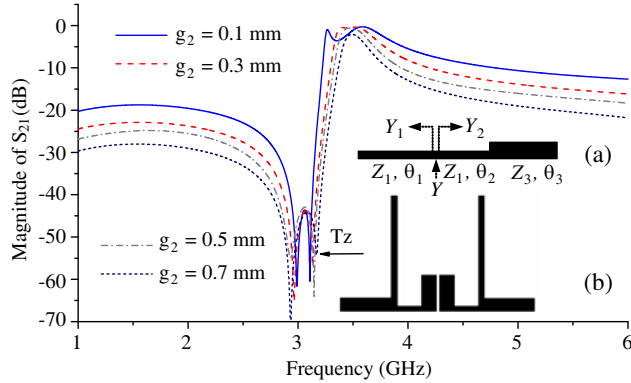 Magnitude of S21(dB)
0
-10
-20
-30
-40
-50
-60
-70
g2 = 0.1 mm
g2 = 0.3 mm
Y1 Y2
(a)
Z1, θ1 Z1, θ2 Z3, θ3
Y
g2 = 0.5 mm
g2 = 0.7 mm
Tz
(b)
1 2 3 4 5 6
Frequency (GHz)